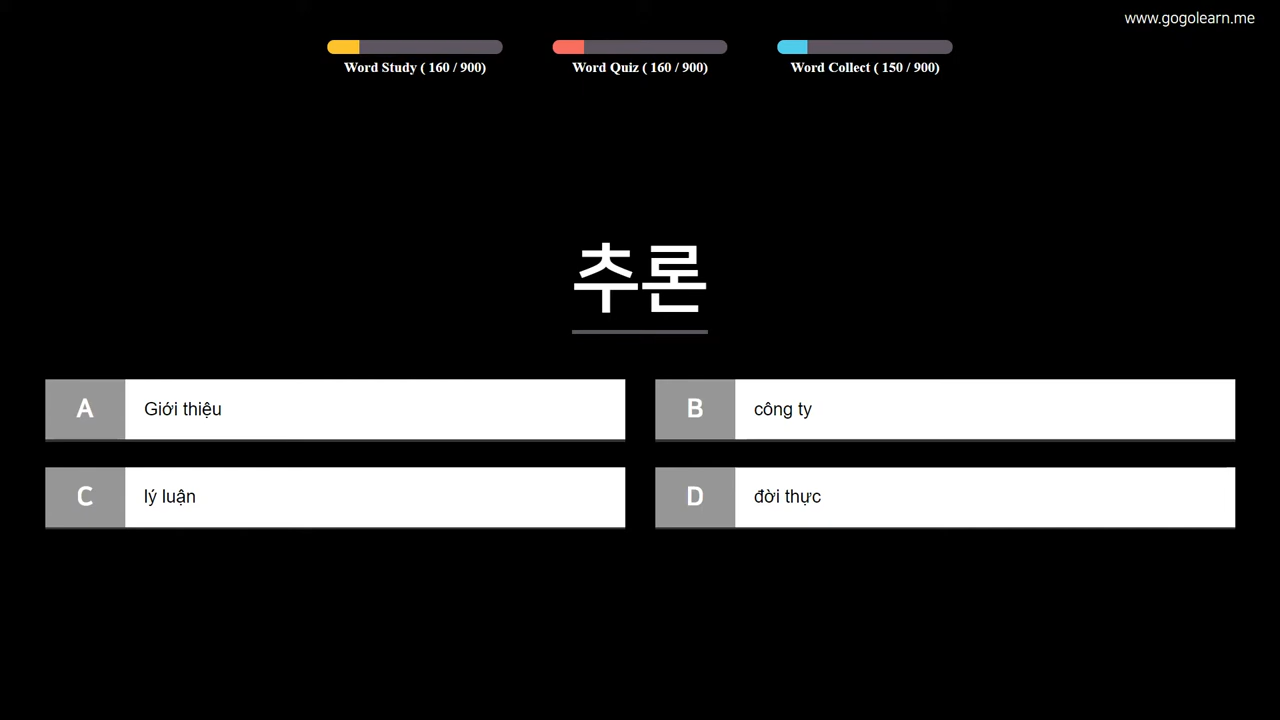 www.gogolearn.me
Word Study ( 160 / 900)
Word Quiz ( 160 / 900)
Word Collect ( 150 / 900)
추론
A Giới thiệu
B công ty
C lý luận
D đời thực